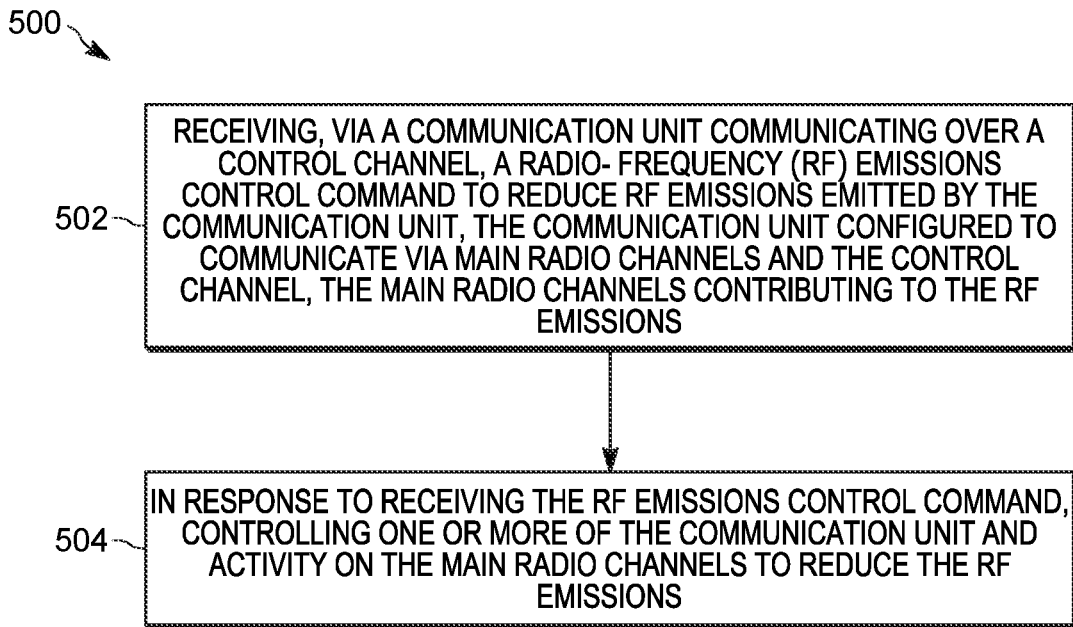 500
502
RECEIVING, VIA A COMMUNICATION UNIT COMMUNICATING OVER A
CONTROL CHANNEL, A RADIO- FREQUENCY (RF) EMISSIONS
CONTROL COMMAND TO REDUCE RF EMISSIONS EMITTED BY THE
COMMUNICATION UNIT, THE COMMUNICATION UNIT CONFIGURED TO
COMMUNICATE VIA MAIN RADIO CHANNELS AND THE CONTROL
CHANNEL, THE MAIN RADIO CHANNELS CONTRIBUTING TO THE RF
EMISSIONS
504
IN RESPONSE TO RECEIVING THE RF EMISSIONS CONTROL COMMAND,
CONTROLLING ONE OR MORE OF THE COMMUNICATION UNIT AND
ACTIVITY ON THE MAIN RADIO CHANNELS TO REDUCE THE RF
EMISSIONS